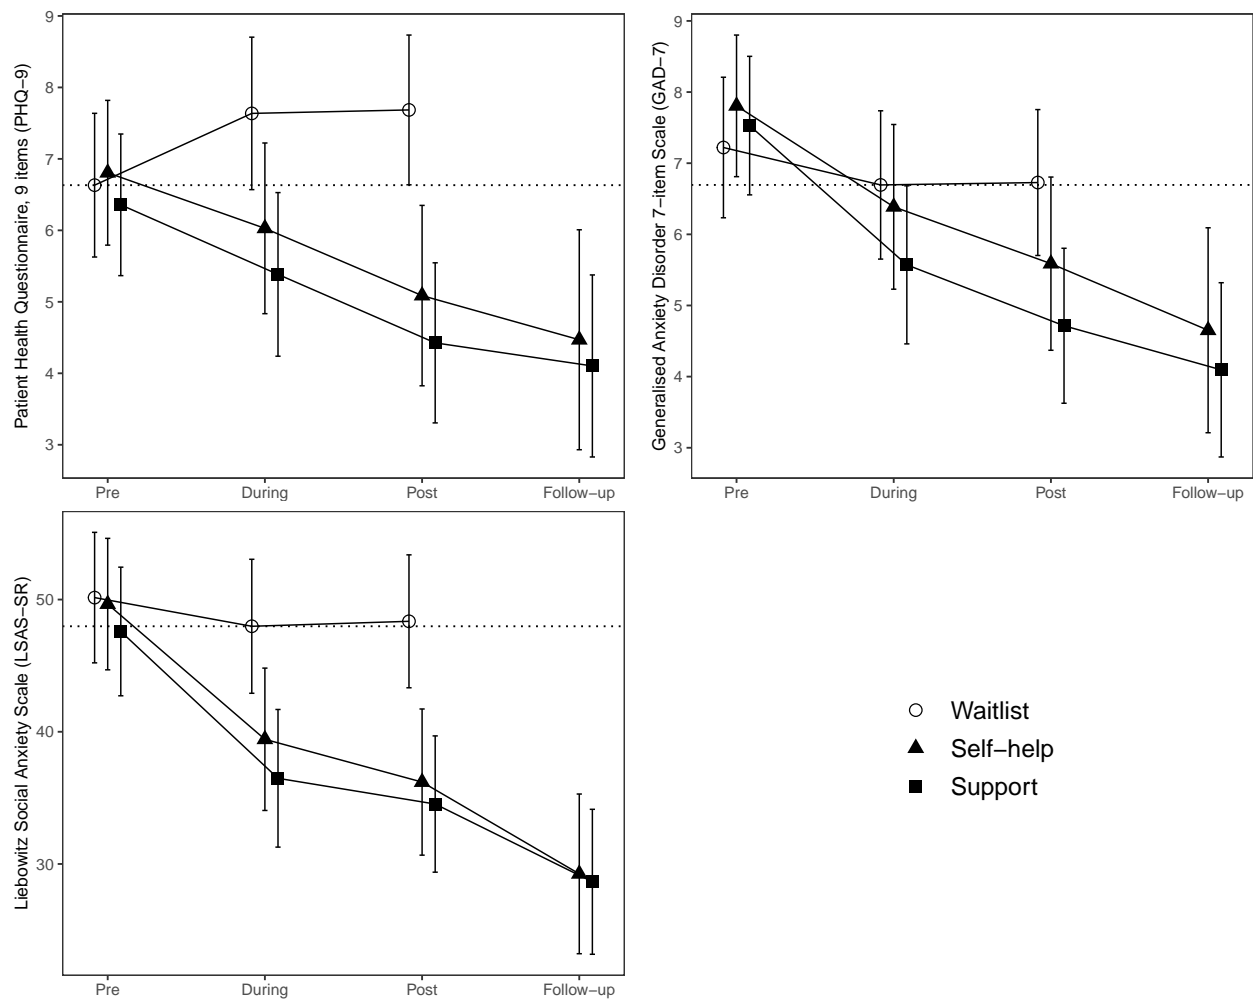 Patient Health Questionnaire, 9 items (PHQ−9)
9
8
7
6
5
4
3
Pre During Post Follow−up
Generalised Anxiety Disorder 7−item Scale (GAD−7)
9
8
7
6
5
4
3
Pre During Post Follow−up
Liebowitz Social Anxiety Scale (LSAS−SR)
50
40
30
Pre During Post Follow−up
Waitlist
Self−help
Support